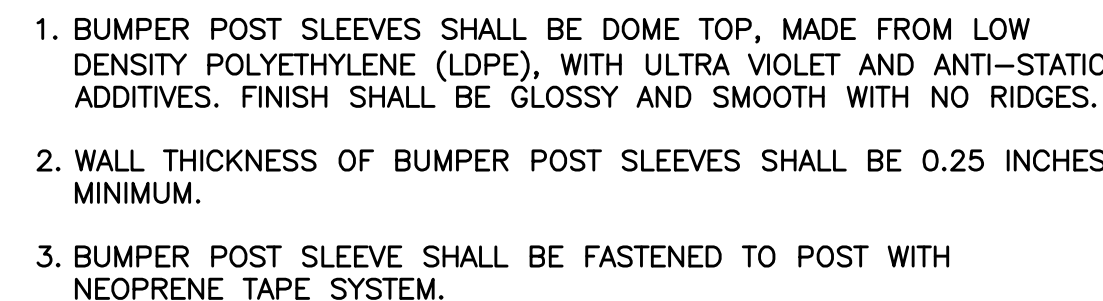 1. BUMPER POST SLEEVES SHALL BE DOME TOP, MADE FROM LOW
DENSITY POLYETHYLENE (LDPE), WITH ULTRA VIOLET AND ANTI-STATIC
ADDITIVES. FINISH SHALL BE GLOSSY AND SMOOTH WITH NO RIDGES.
2. WALL THICKNESS OF BUMPER POST SLEEVES SHALL BE 0.25 INCHES
MINIMUM.
3. BUMPER POST SLEEVE SHALL BE FASTENED TO POST WITH
NEOPRENE TAPE SYSTEM.